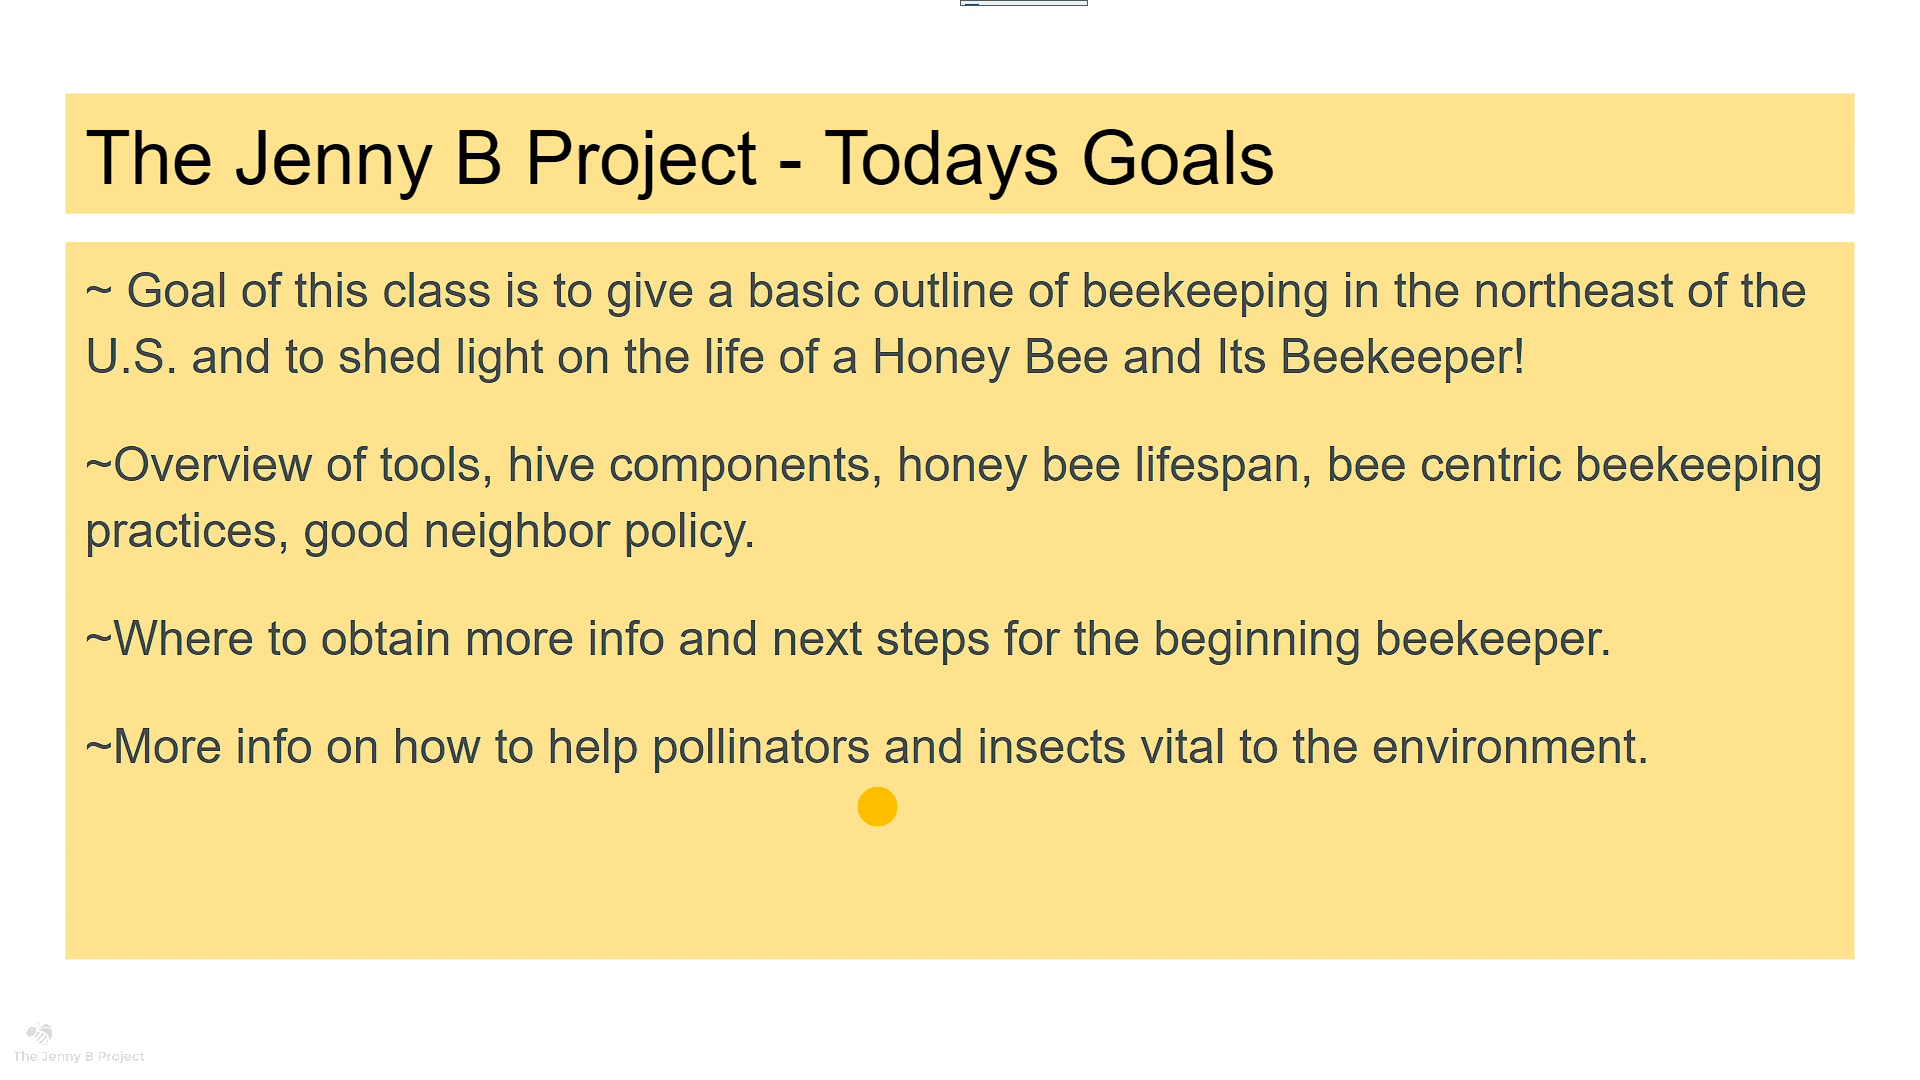 The Jenny B Project - Todays Goals
~ Goal of this class is to give a basic outline of beekeeping in the northeast of the
U.S. and to shed light on the life of a Honey Bee and Its Beekeeper!
~Overview of tools, hive components, honey bee lifespan, bee centric beekeeping
practices, good neighbor policy.
~Where to obtain more info and next steps for the beginning beekeeper.
~More info on how to help pollinators and insects vital to the environment.
The Jenny B Project